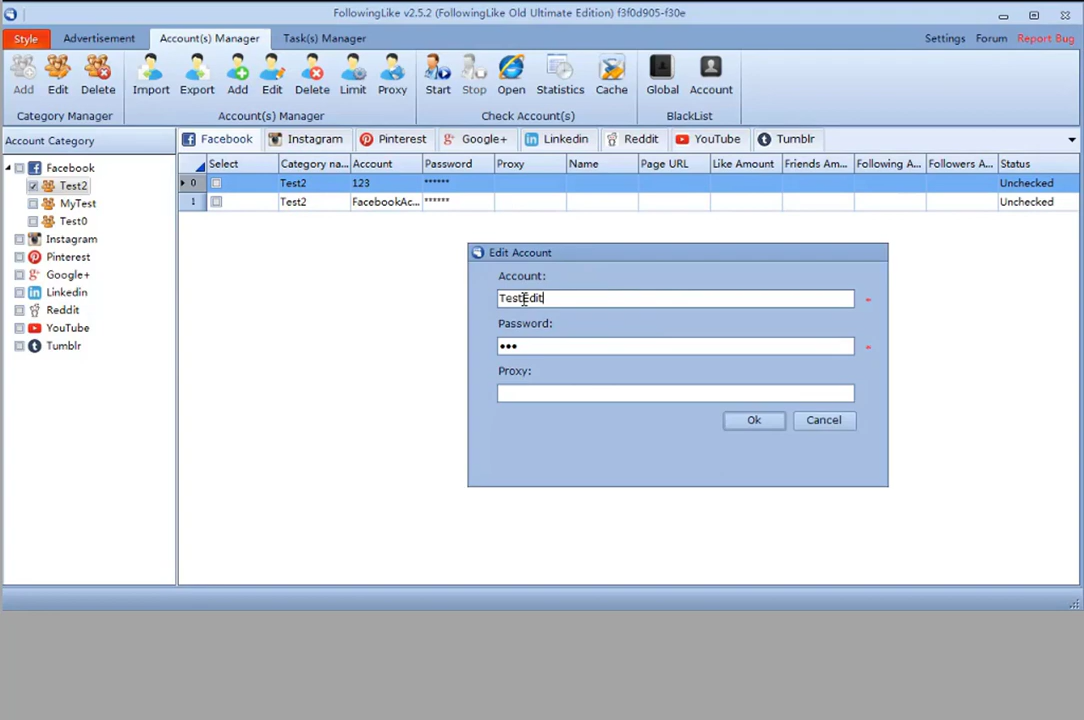 FollowingLike v2.5.2 (FollowingLike Old Ultimate Edition) f3f0d905-f30e
Style Advertisement Account(s) Manager Task(s) Manager Settings Forum Report Bug
Add Edit Delete Import Export Add Edit Delete Limit Proxy Start Stop Open Statistics Cache Global Account
Category Manager Account(s) Manager Check Account(s) BlackList
Account Category Facebook Instagram Pinterest Google+ Linkedin Reddit YouTube Tumblr
Select Category na... Account Password Proxy Name Page URL Like Amount Friends Am... Following A... Followers A... Status
0 Test2 123 ****** Unchecked
1 Test2 FacebookAc... ****** Unchecked
Facebook
Test2
MyTest
Test0
Instagram
Pinterest
Google+
Linkedin
Reddit
YouTube
Tumblr
Edit Account
Account:
TestEdit
Password:
•••
Proxy:
Ok Cancel